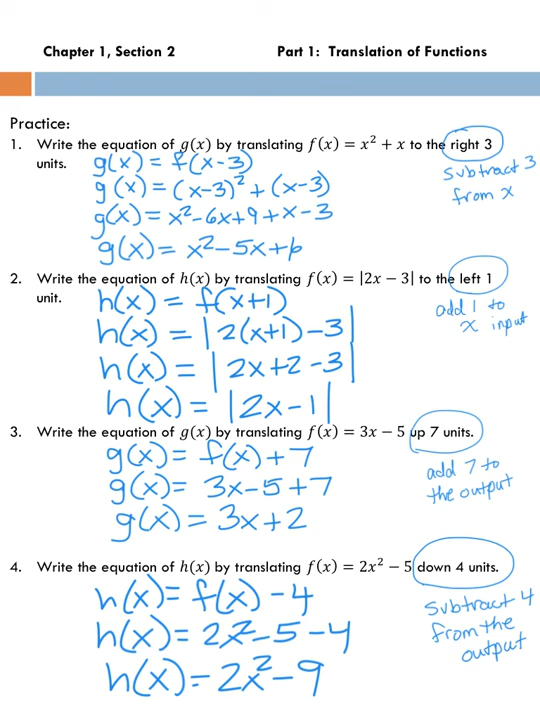 Chapter 1, Section 2 Part 1: Translation of Functions
Practice:
1. Write the equation of g(x) by translating f(x) = x² + x to the right 3
units.
g(x) = f(x-3)
subtract 3
from x
g(x) = (x-3)² + (x-3)
g(x) = x² - 6x + 9 + x - 3
g(x) = x² - 5x + 6
2. Write the equation of h(x) by translating f(x) = |2x − 3| to the left 1
unit.
h(x) = f(x+1)
add 1 to
x input
h(x) = |2(x+1) - 3|
h(x) = |2x + 2 - 3|
h(x) = |2x - 1|
3. Write the equation of g(x) by translating f(x) = 3x − 5 up 7 units.
g(x) = f(x) + 7
add 7 to
the output
g(x) = 3x - 5 + 7
g(x) = 3x + 2
4. Write the equation of h(x) by translating f(x) = 2x² − 5 down 4 units.
h(x) = f(x) - 4
subtract 4
from the
output
h(x) = 2x² - 5 - 4
h(x) = 2x² - 9